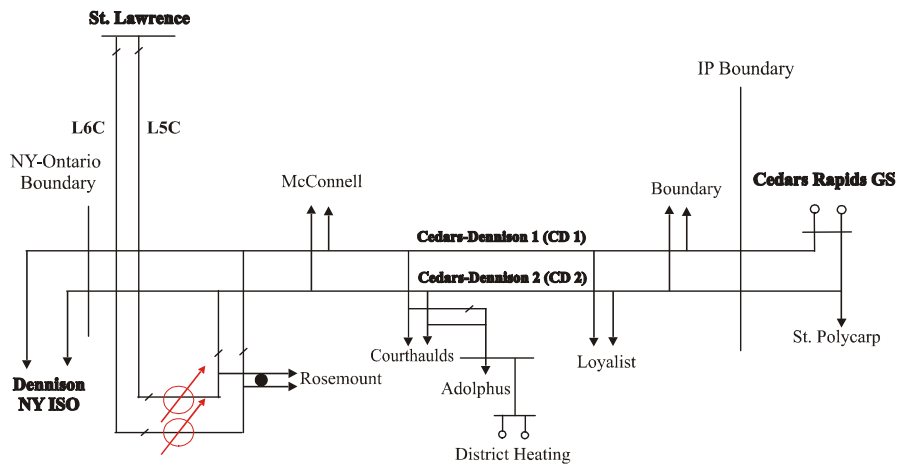 St. Lawrence
IP Boundary
L6C
L5C
NY-Ontario
Boundary
McConnell
Boundary
Cedars Rapids GS
Cedars-Dennison 1 (CD 1)
Cedars-Dennison 2 (CD 2)
St. Polycarp
Courthaulds
Loyalist
Rosemount
Adolphus
Dennison
NY ISO
District Heating